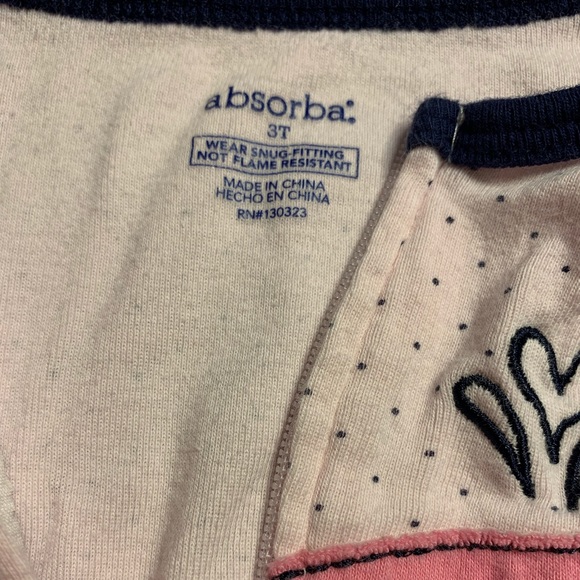 absorba:
3T
WEAR SNUG-FITTING
NOT FLAME RESISTANT
MADE IN CHINA
HECHO EN CHINA
RN#130323